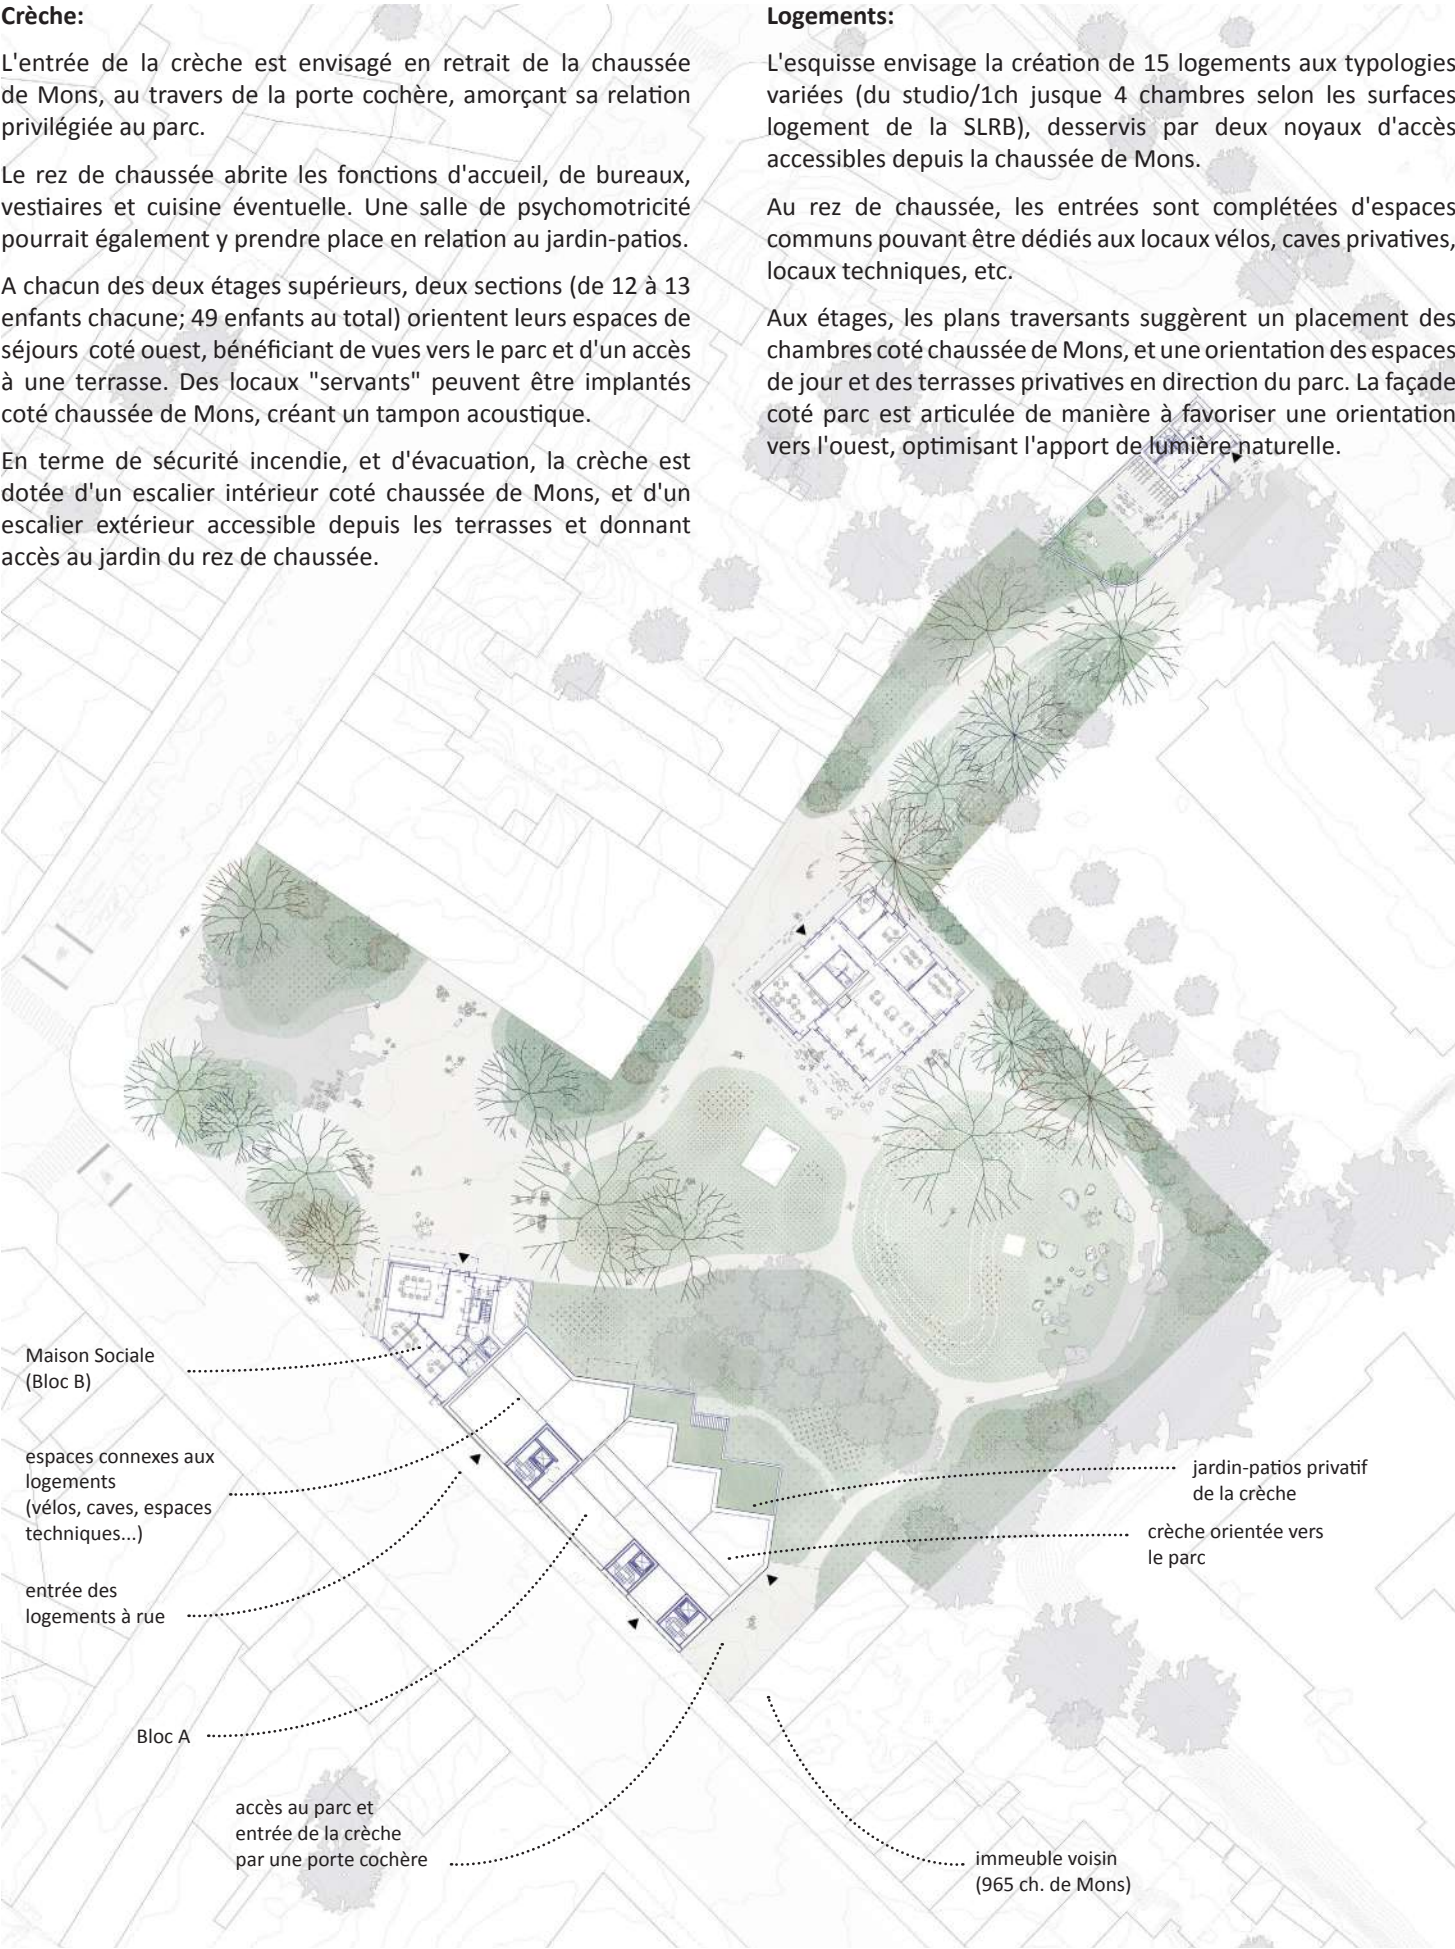 Crèche:
L'entrée de la crèche est envisagé en retrait de la chaussée
de Mons, au travers de la porte cochère, amorçant sa relation
privilégiée au parc.
Le rez de chaussée abrite les fonctions d'accueil, de bureaux,
vestiaires et cuisine éventuelle. Une salle de psychomotricité
pourrait également y prendre place en relation au jardin-patios.
A chacun des deux étages supérieurs, deux sections (de 12 à 13
enfants chacune; 49 enfants au total) orientent leurs espaces de
séjours coté ouest, bénéficiant de vues vers le parc et d'un accès
à une terrasse. Des locaux "servants" peuvent être implantés
coté chaussée de Mons, créant un tampon acoustique.
En terme de sécurité incendie, et d'évacuation, la crèche est
dotée d'un escalier intérieur coté chaussée de Mons, et d'un
escalier extérieur accessible depuis les terrasses et donnant
accès au jardin du rez de chaussée.
Logements:
L'esquisse envisage la création de 15 logements aux typologies
variées (du studio/1ch jusque 4 chambres selon les surfaces
logement de la SLRB), desservis par deux noyaux d'accès
accessibles depuis la chaussée de Mons.
Au rez de chaussée, les entrées sont complétées d'espaces
communs pouvant être dédiés aux locaux vélos, caves privatives,
locaux techniques, etc.
Aux étages, les plans traversants suggèrent un placement des
chambres coté chaussée de Mons, et une orientation des espaces
de jour et des terrasses privatives en direction du parc. La façade
coté parc est articulée de manière à favoriser une orientation
vers l'ouest, optimisant l'apport de lumière naturelle.
Maison Sociale
(Bloc B)
espaces connexes aux
logements
(vélos, caves, espaces
techniques...)
entrée des
logements à rue
Bloc A
accès au parc et
entrée de la crèche
par une porte cochère
jardin-patios privatif
de la crèche
crèche orientée vers
le parc
immeuble voisin
(965 ch. de Mons)